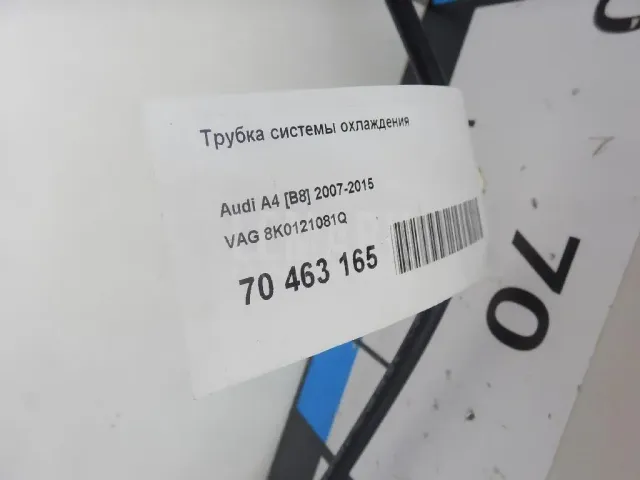 Трубка системы охлаждения
Audi A4 [B8] 2007-2015
VAG 8K0121081Q
70 463 165
70